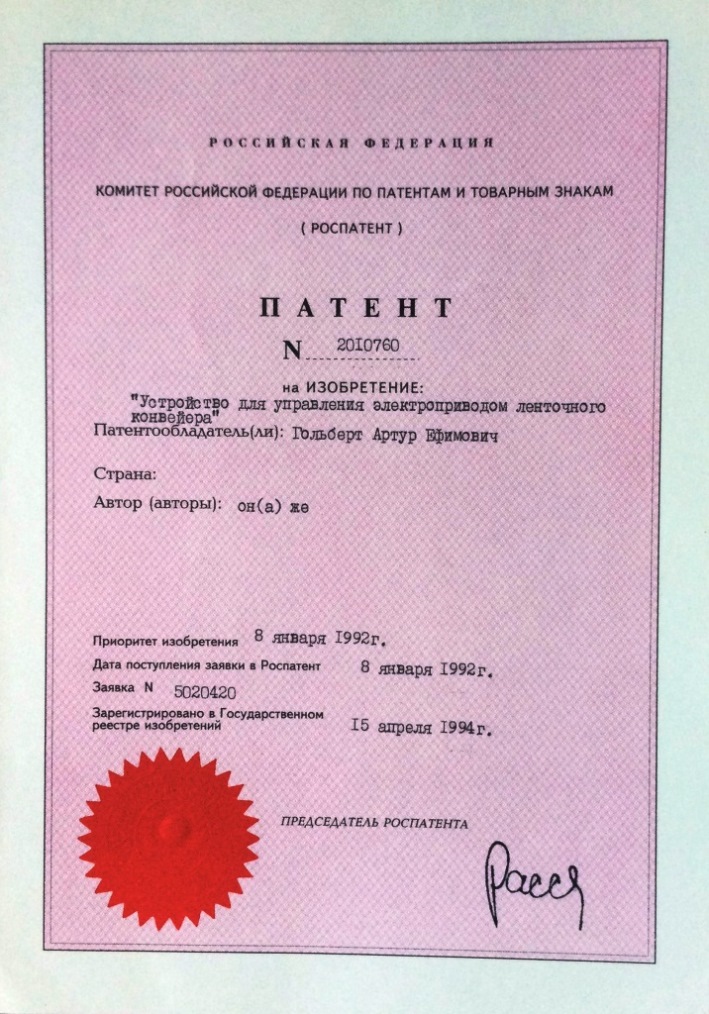 РОССИЙСКАЯ ФЕДЕРАЦИЯ
КОМИТЕТ РОССИЙСКОЙ ФЕДЕРАЦИИ ПО ПАТЕНТАМ И ТОВАРНЫМ ЗНАКАМ
( РОСПАТЕНТ )
ПАТЕНТ
N 2010760
на ИЗОБРЕТЕНИЕ:
"Устройство для управления электроприводом ленточного
конвейера"
Патентообладатель(ли): Гольберт Артур Ефимович
Страна:
Автор (авторы): он(а) же
Приоритет изобретения 8 января 1992г.
Дата поступления заявки в Роспатент 8 января 1992г.
Заявка N 5020420
Зарегистрировано в Государственном
реестре изобретений 15 апреля 1994г.
ПРЕДСЕДАТЕЛЬ РОСПАТЕНТА